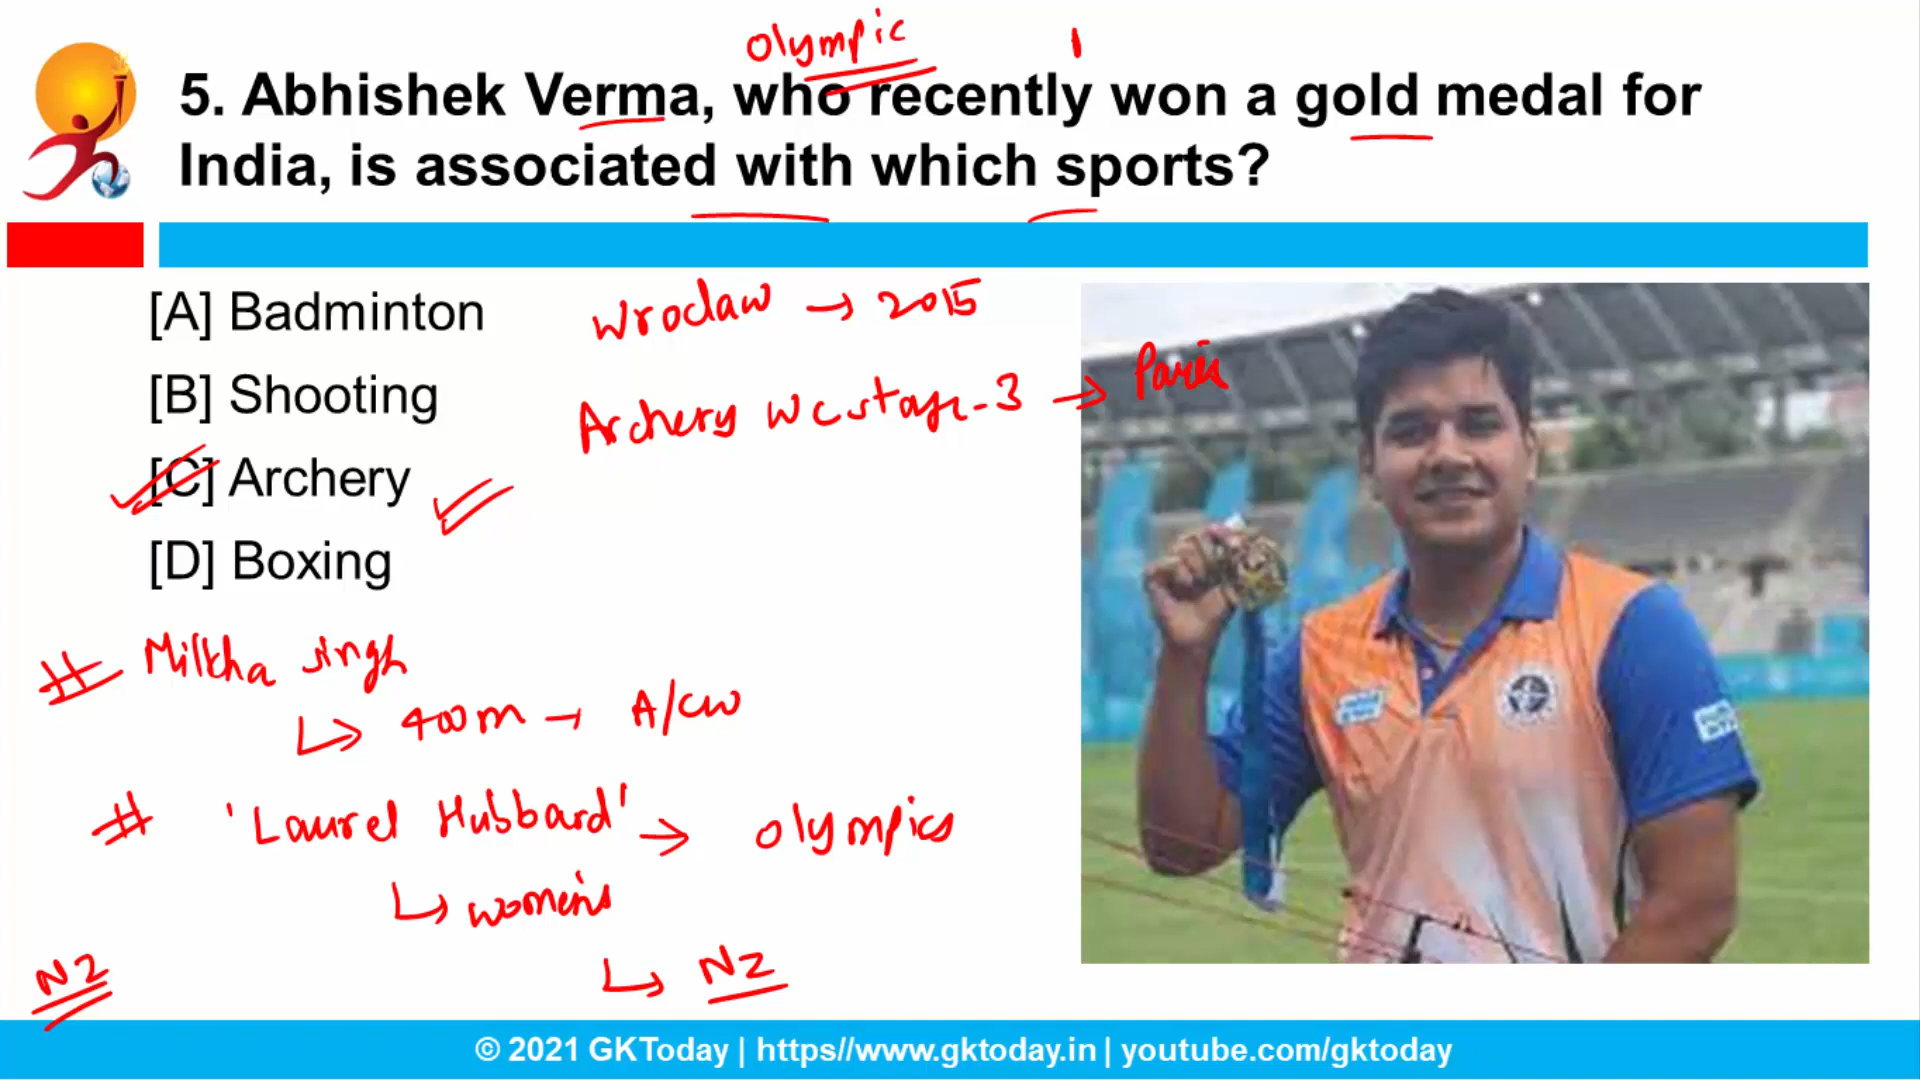 Olympic
5. Abhishek Verma, who recently won a gold medal for
India, is associated with which sports?
[A] Badminton
Wroclaw → 2015
[B] Shooting
Archery WC stage-3 → Paris
[C] Archery
[D] Boxing
# Milkha Singh
↳ 400m → A/CW
# 'Laurel Hubbard' → Olympics
↳ women's
↳ NZ
NZ
© 2021 GKToday | https//www.gktoday.in | youtube.com/gktoday